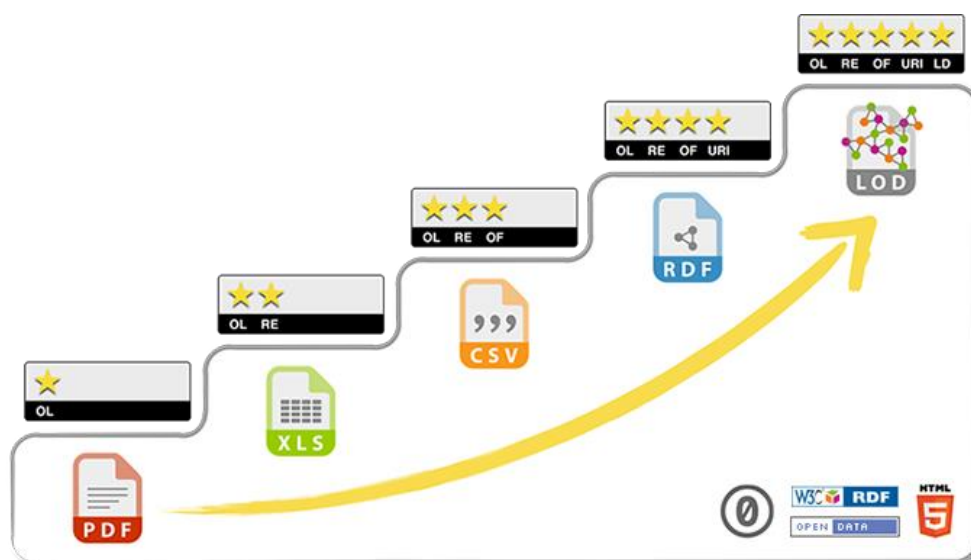 OL RE OF URI LD
LOD
OL RE OF URI
RDF
OL RE OF
CSV
OL RE
XLS
OL
PDF
0
W3C RDF
OPEN DATA
HTML
5